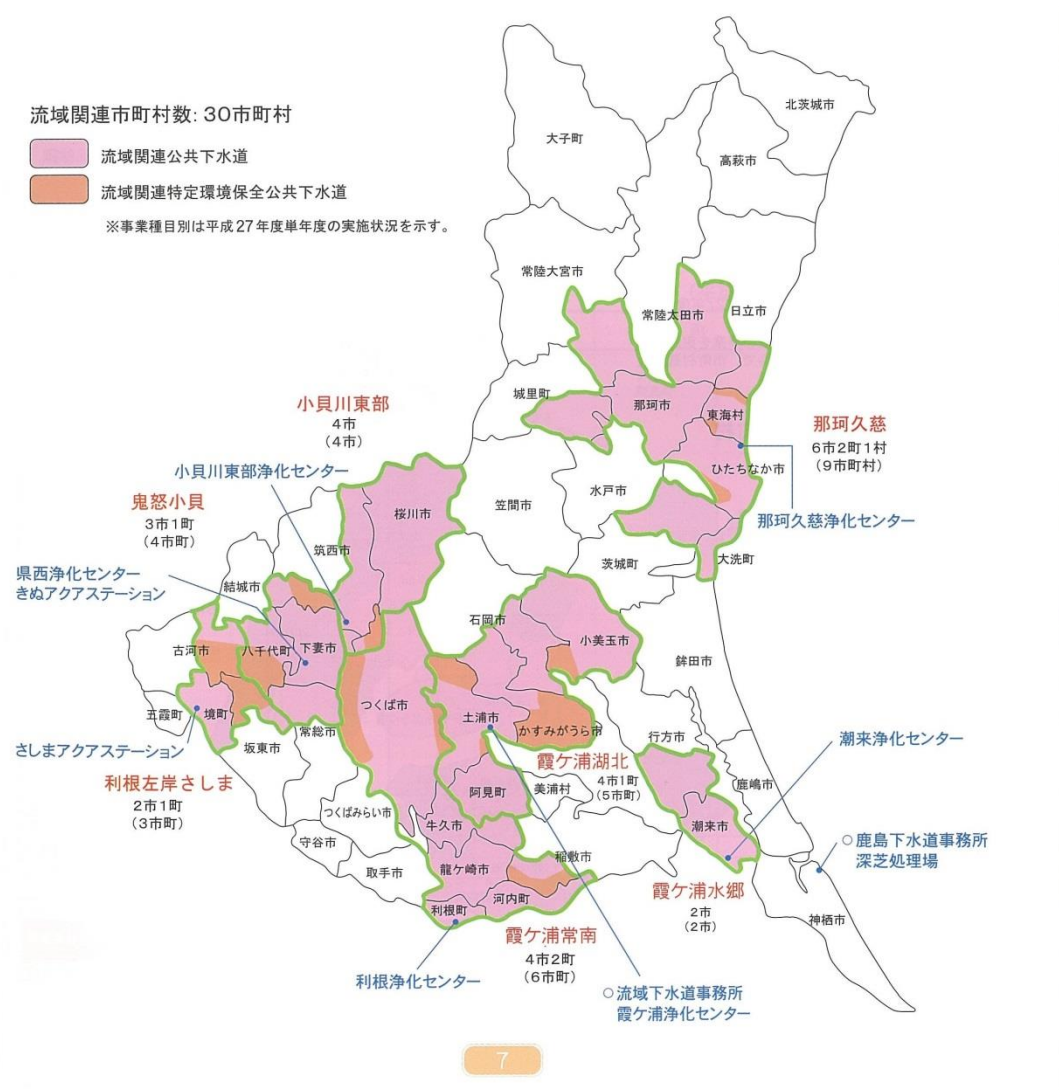 流域関連市町村数: 30市町村
流域関連公共下水道
流域関連特定環境保全公共下水道
※事業種目別は平成27年度単年度の実施状況を示す。
北茨城市
大子町
高萩市
常陸大宮市
常陸太田市
日立市
城里町
那珂市
東海村
那珂久慈
6市2町1村
(9市町村)
ひたちなか市
那珂久慈浄化センター
水戸市
笠間市
茨城町
大洗町
小貝川東部
4市
(4市)
小貝川東部浄化センター
桜川市
筑西市
鬼怒小貝
3市1町
(4市町)
県西浄化センター
きぬアクアステーション
結城市
古河市
八千代町
下妻市
石岡市
小美玉市
鉾田市
五霞町
境町
常総市
坂東市
つくば市
土浦市
かすみがうら市
行方市
潮来浄化センター
さしまアクアステーション
利根左岸さしま
2市1町
(3市町)
霞ケ浦湖北
4市1町
(5市町)
阿見町
美浦村
鹿嶋市
つくばみらい市
牛久市
潮来市
守谷市
取手市
龍ケ崎市
稲敷市
○鹿島下水道事務所
深芝処理場
利根町
河内町
霞ケ浦水郷
2市
(2市)
神栖市
霞ケ浦常南
4市2町
(6市町)
利根浄化センター
○流域下水道事務所
霞ケ浦浄化センター
7